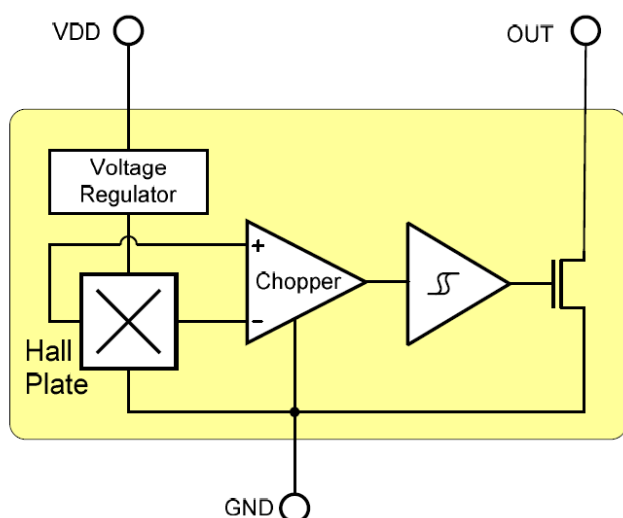 VDD
OUT
Voltage
Regulator
+
Chopper
−
Hall
Plate
GND